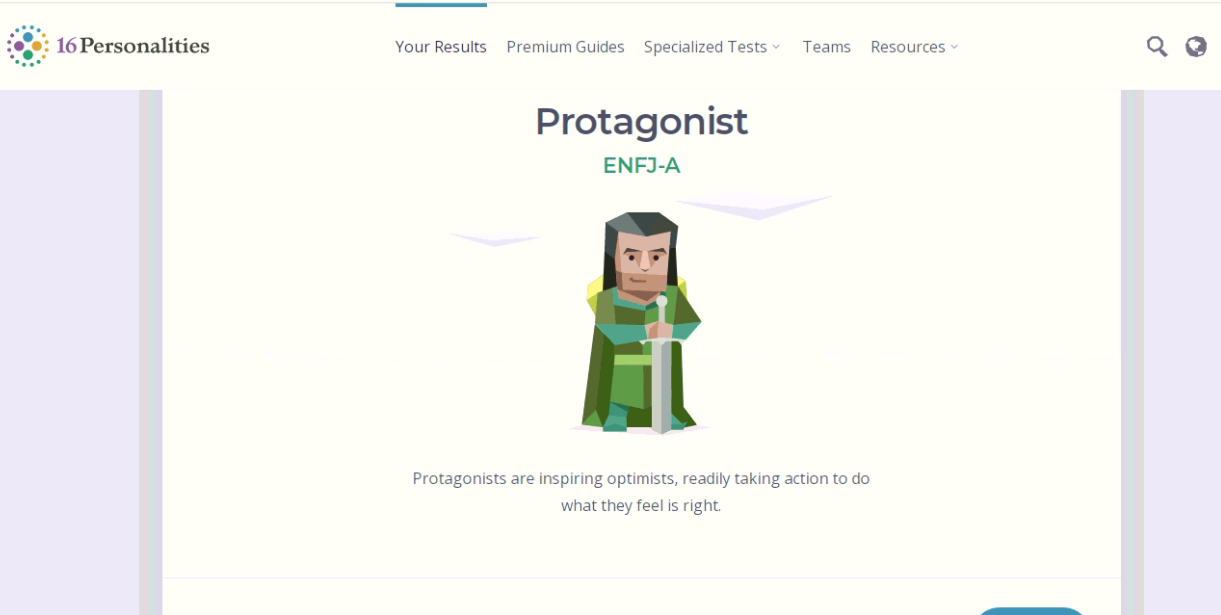 16Personalities
Your Results Premium Guides Specialized Tests Teams Resources
Protagonist
ENFJ-A
Protagonists are inspiring optimists, readily taking action to do
what they feel is right.